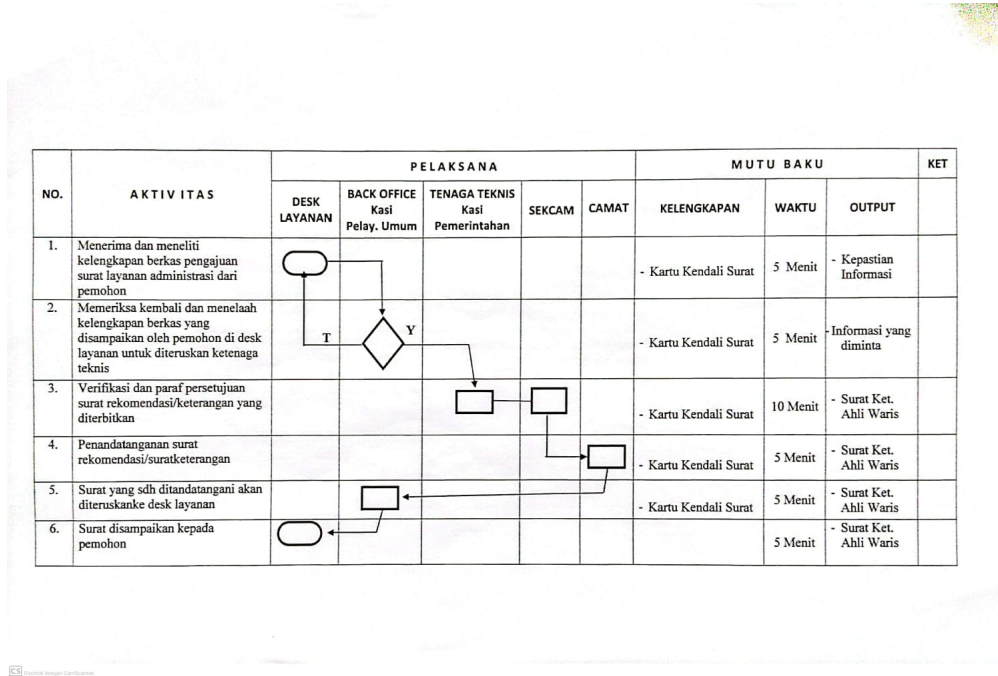 PELAKSANA
MUTU BAKU
KET
NO.
AKTIVITAS
DESK
LAYANAN
BACK OFFICE
Kasi
Pelay. Umum
TENAGA TEKNIS
Kasi
Pemerintahan
SEKCAM
CAMAT
KELENGKAPAN
WAKTU
OUTPUT
1.
Menerima dan meneliti
kelengkapan berkas pengajuan
surat layanan administrasi dari
pemohon
- Kartu Kendali Surat
5 Menit
- Kepastian
Informasi
2.
Memeriksa kembali dan menelaah
kelengkapan berkas yang
disampaikan oleh pemohon di desk
layanan untuk diteruskan ketenaga
teknis
T
Y
- Kartu Kendali Surat
5 Menit
- Informasi yang
diminta
3.
Verifikasi dan paraf persetujuan
surat rekomendasi/keterangan yang
diterbitkan
- Kartu Kendali Surat
10 Menit
- Surat Ket.
Ahli Waris
4.
Penandatanganan surat
rekomendasi/suratketerangan
- Kartu Kendali Surat
5 Menit
- Surat Ket.
Ahli Waris
5.
Surat yang sdh ditandatangani akan
diteruskanke desk layanan
- Kartu Kendali Surat
5 Menit
- Surat Ket.
Ahli Waris
6.
Surat disampaikan kepada
pemohon
5 Menit
- Surat Ket.
Ahli Waris
CS Dipindai dengan CamScanner